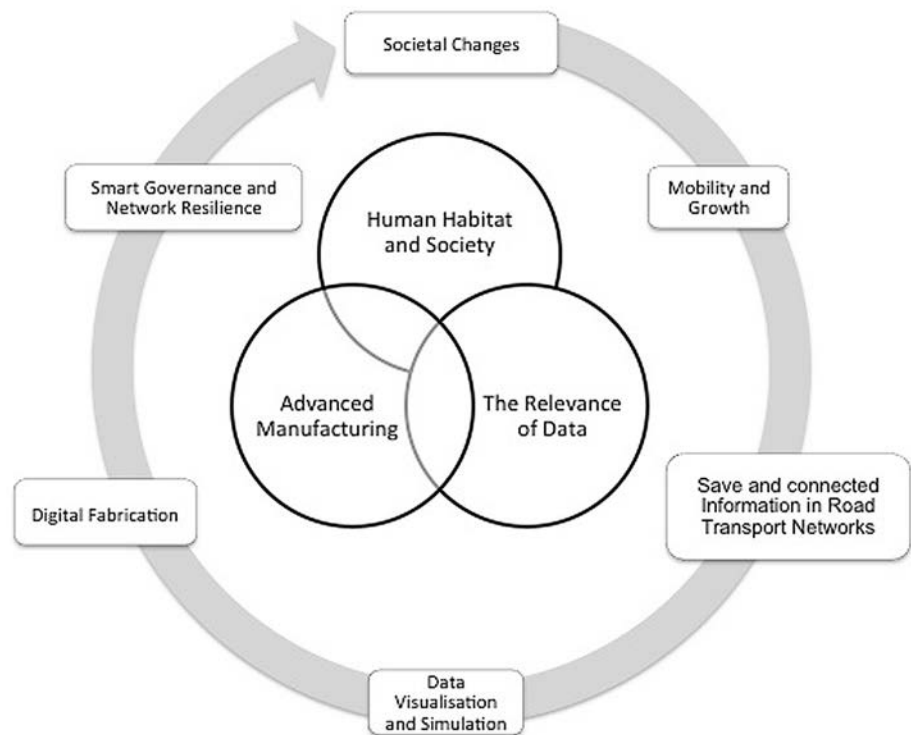 Societal Changes
Smart Governance and
Network Resilience
Mobility and
Growth
Human Habitat
and Society
Advanced
Manufacturing
The Relevance
of Data
Digital Fabrication
Save and connected
Information in Road
Transport Networks
Data
Visualisation
and Simulation